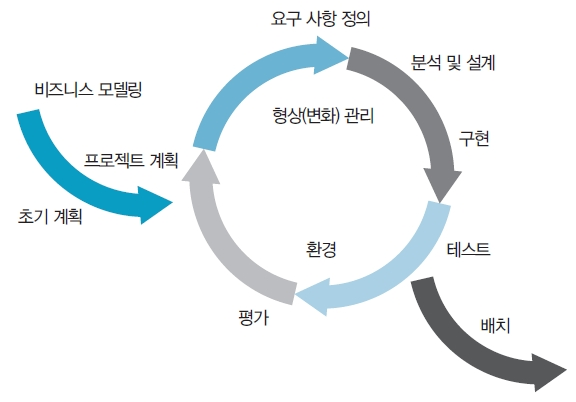 요구 사항 정의
분석 및 설계
비즈니스 모델링
형상(변화) 관리
구현
프로젝트 계획
초기 계획
환경
테스트
평가
배치